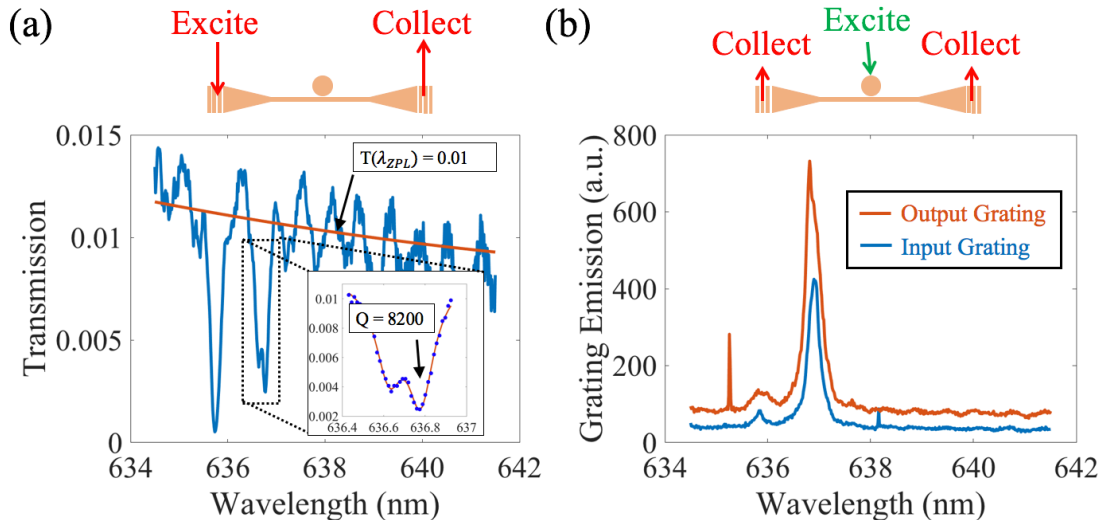 (a)
Excite
Collect
0.015
0.01
0.005
0
Transmission
T(λ_ZPL) = 0.01
0.01
0.008
0.006
0.004
0.002
Q = 8200
636.4
636.6
636.8
637
634
636
638
640
642
Wavelength (nm)
(b)
Excite
Collect
Collect
800
600
400
200
0
Grating Emission (a.u.)
Output Grating
Input Grating
634
636
638
640
642
Wavelength (nm)